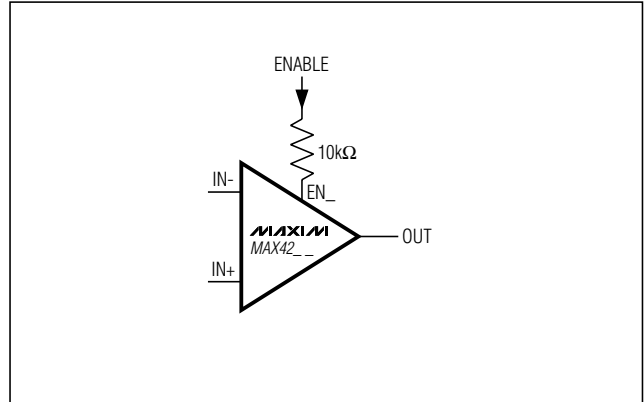 ENABLE
10kΩ
IN-
EN_
MAXIM
MAX42_ _
OUT
IN+